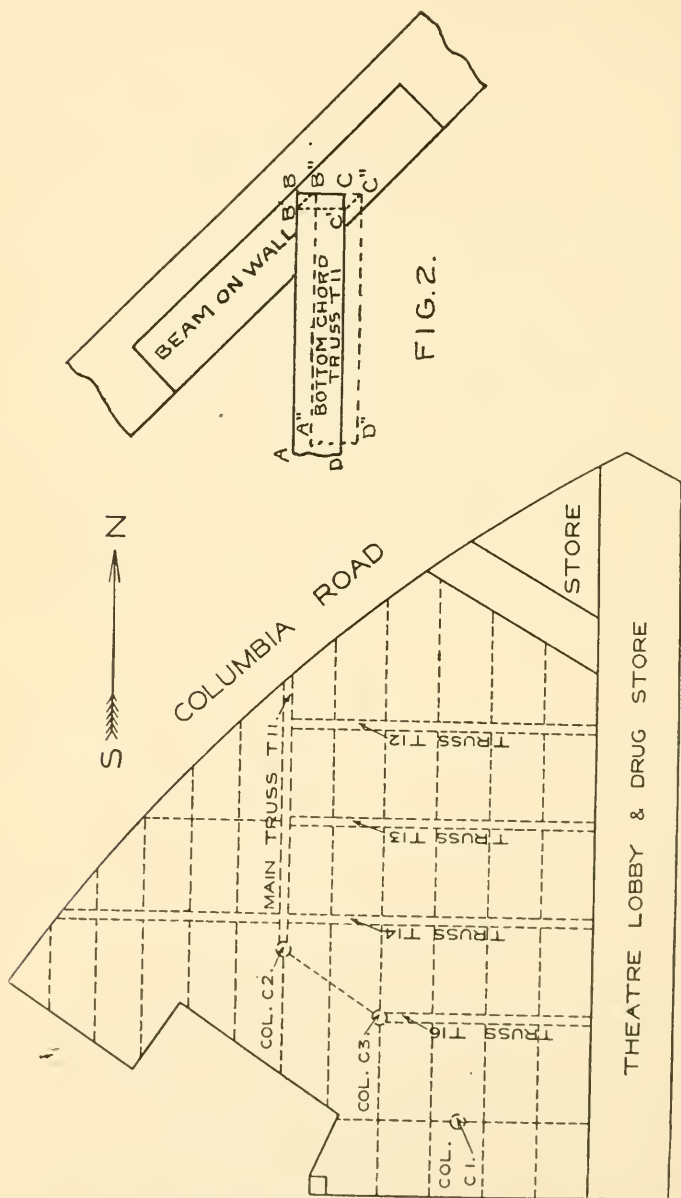 BEAM ON WALL
B
B'
B"
C
C'
C"
A
A"
BOTTOM CHORD
TRUSS T11
D
D"
FIG. 2.
S
N
COLUMBIA ROAD
STORE
MAIN TRUSS T11
TRUSS T12
TRUSS T13
TRUSS T14
COL. C2
COL. C3
TRUSS T16
COL.
C1.
THEATRE LOBBY & DRUG STORE